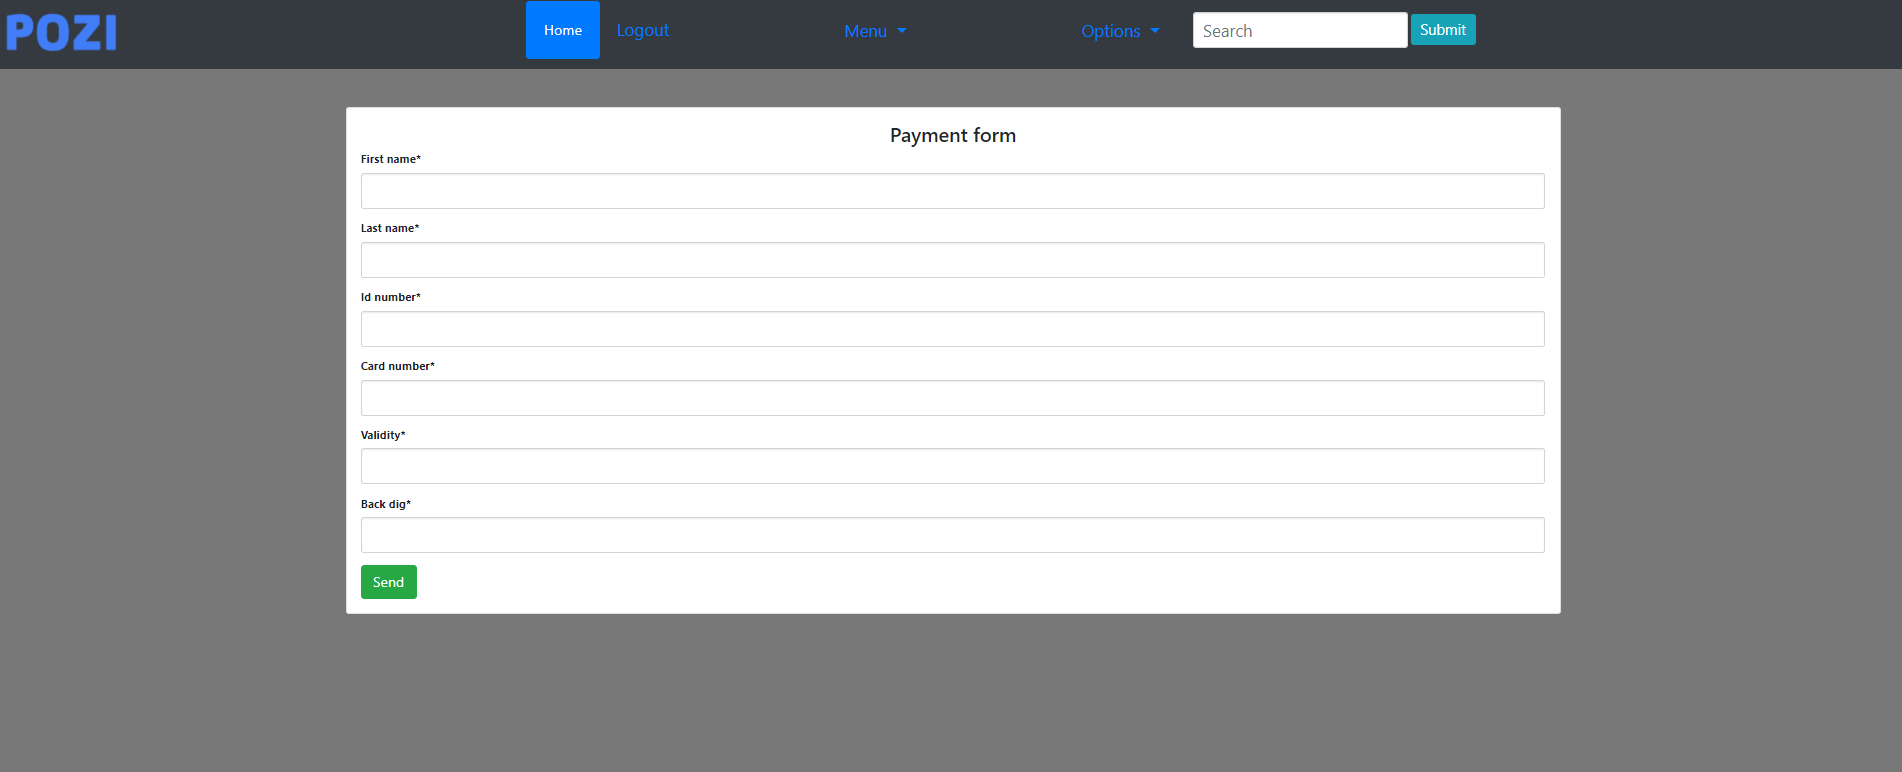 POZI
Home Logout Menu Options Search Submit
Payment form
First name*
Last name*
Id number*
Card number*
Validity*
Back dig*
Send